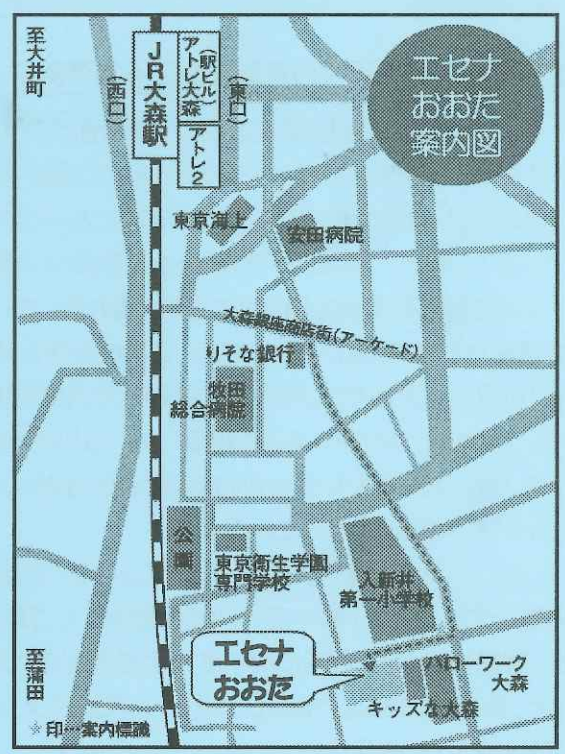 エセナ
おおた
案内図
至大井町
(西口)
JR大森駅
(駅ビル)
アトレ大森
アトレ2
(東口)
東京海上
安田病院
大森銀座商店街(アーケード)
りそな銀行
牧田
総合病院
公園
東京衛生学園
専門学校
入新井
第一小学校
エセナ
おおた
ハローワーク
大森
キッズな大森
至蒲田
☆印…案内標識